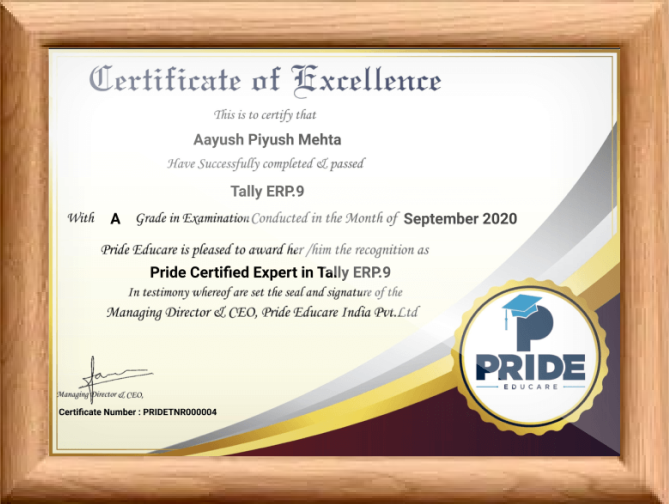 Certificate of Excellence
This is to certify that
Aayush Piyush Mehta
Have Successfully completed & passed
Tally ERP.9
With A Grade in Examination Conducted in the Month of September 2020
Pride Educare is pleased to award her /him the recognition as
Pride Certified Expert in Tally ERP.9
In testimony whereof are set the seal and signature of the
Managing Director & CEO, Pride Educare India Pvt.Ltd
Managing Director & CEO,
Certificate Number : PRIDETNR000004
P
PRIDE
EDUCARE